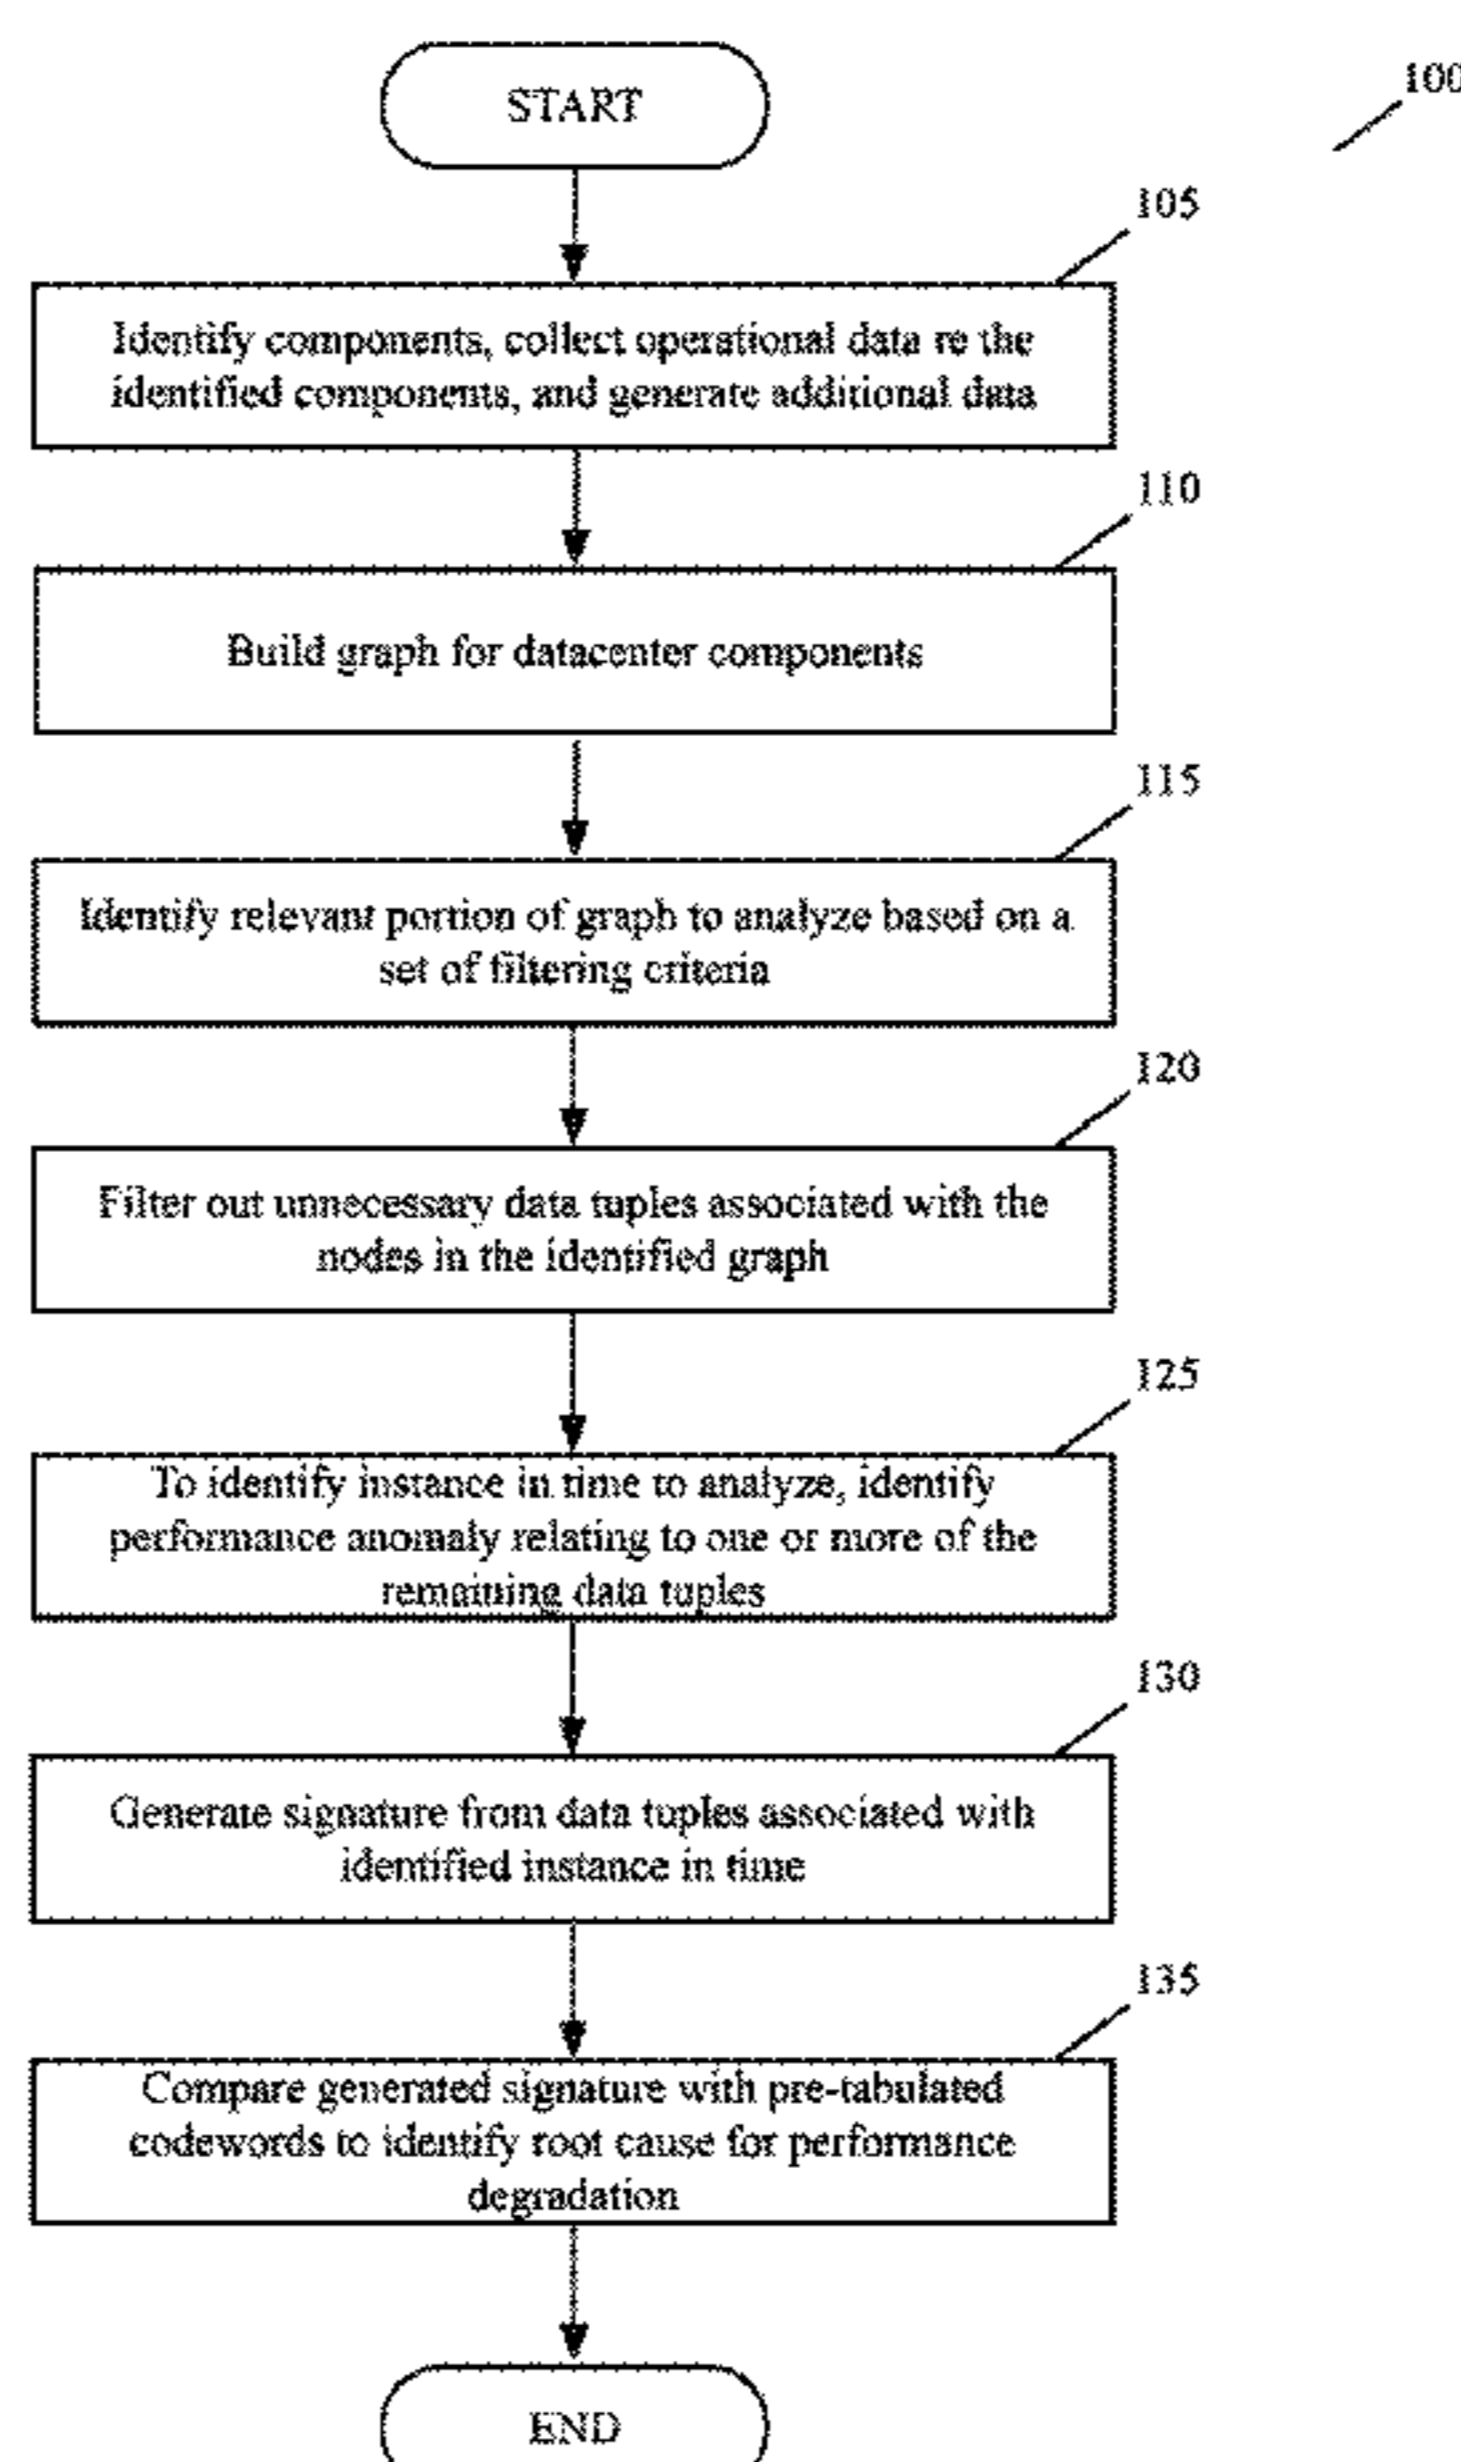 START
100
105
Identify components, collect operational data re the
identified components, and generate additional data
110
Build graph for datacenter components
115
Identify relevant portion of graph to analyze based on a
set of filtering criteria
120
Filter out unnecessary data tuples associated with the
nodes in the identified graph
125
To identify instance in time to analyze, identify
performance anomaly relating to one or more of the
remaining data tuples
130
Generate signature from data tuples associated with
identified instance in time
135
Compare generated signature with pre-tabulated
codewords to identify root cause for performance
degradation
END